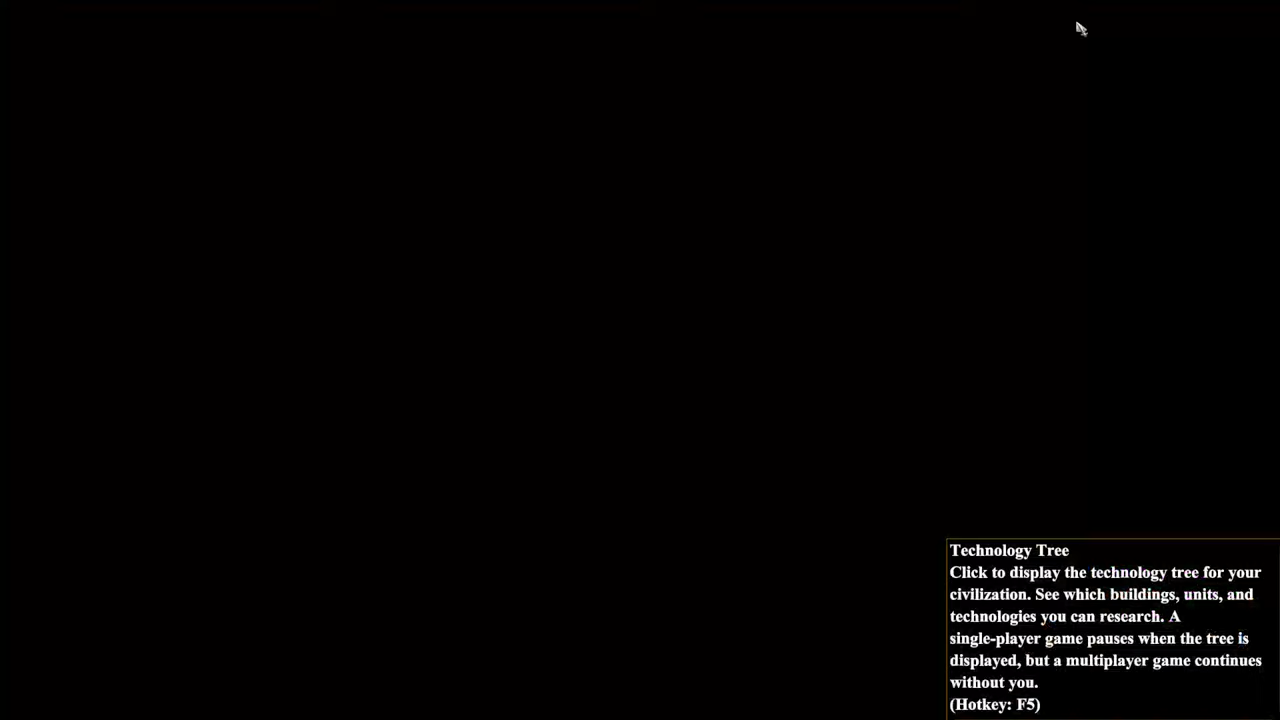 Technology Tree
Click to display the technology tree for your
civilization. See which buildings, units, and
technologies you can research. A
single-player game pauses when the tree is
displayed, but a multiplayer game continues
without you.
(Hotkey: F5)